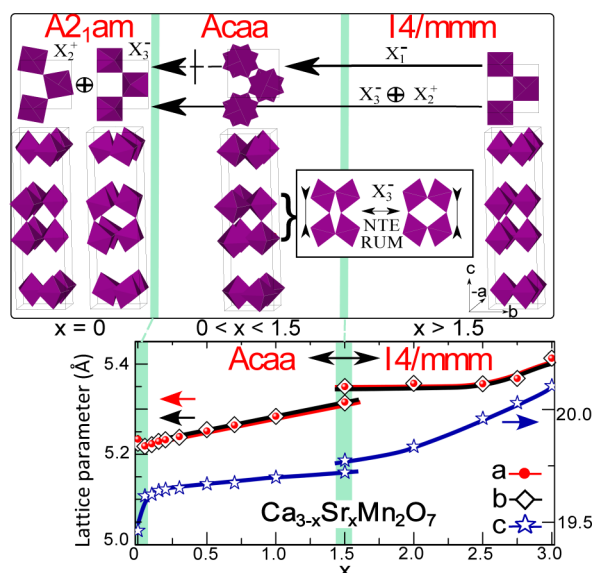 A2₁am Acaa I4/mmm
X₂⁺ ⊕ X₃⁻
X₁⁻
X₃⁻ ⊕ X₂⁺
X₃⁻
NTE
RUM
c
-a
b
x = 0 0 < x < 1.5 x > 1.5
Acaa I4/mmm
Lattice parameter (Å)
5.4
5.2
5.0
20.0
19.5
a
b
c
Ca₃₋ₓSrₓMn₂O₇
0.0 0.5 1.0 1.5 2.0 2.5 3.0
x